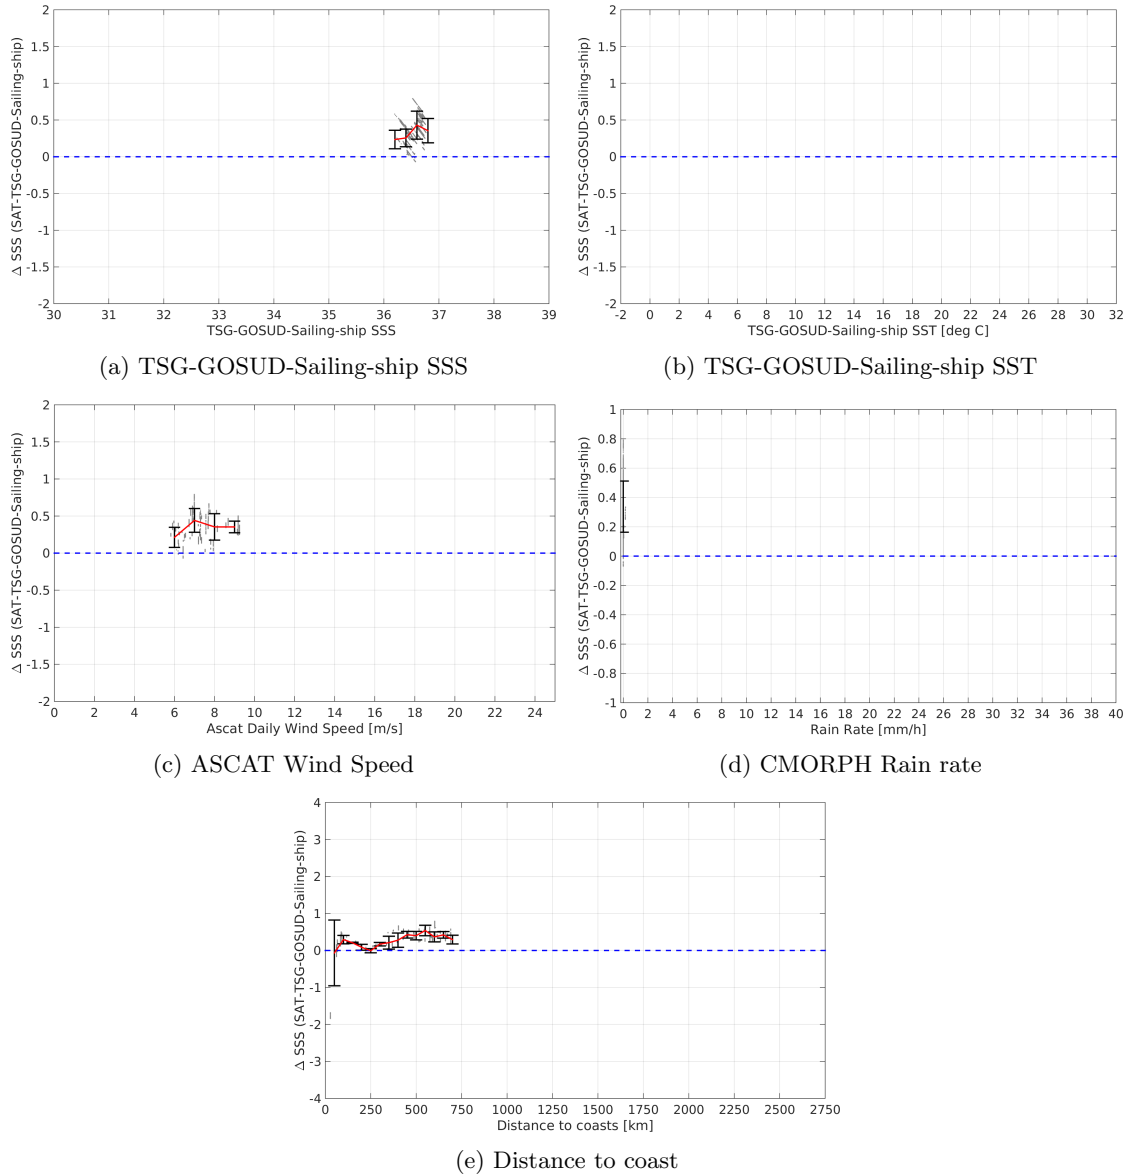 2
1.5
1
0.5
0
-0.5
-1
-1.5
-2
30 31 32 33 34 35 36 37 38 39
TSG-GOSUD-Sailing-ship SSS
Δ SSS (SAT-TSG-GOSUD-Sailing-ship)
(a) TSG-GOSUD-Sailing-ship SSS
2
1.5
1
0.5
0
-0.5
-1
-1.5
-2
-2 0 2 4 6 8 10 12 14 16 18 20 22 24 26 28 30 32
TSG-GOSUD-Sailing-ship SST [deg C]
Δ SSS (SAT-TSG-GOSUD-Sailing-ship)
(b) TSG-GOSUD-Sailing-ship SST
2
1.5
1
0.5
0
-0.5
-1
-1.5
-2
0 2 4 6 8 10 12 14 16 18 20 22 24
Ascat Daily Wind Speed [m/s]
Δ SSS (SAT-TSG-GOSUD-Sailing-ship)
(c) ASCAT Wind Speed
1
0.8
0.6
0.4
0.2
0
-0.2
-0.4
-0.6
-0.8
-1
0 2 4 6 8 10 12 14 16 18 20 22 24 26 28 30 32 34 36 38 40
Rain Rate [mm/h]
Δ SSS (SAT-TSG-GOSUD-Sailing-ship)
(d) CMORPH Rain rate
4
3
2
1
0
-1
-2
-3
-4
0 250 500 750 1000 1250 1500 1750 2000 2250 2500 2750
Distance to coasts [km]
Δ SSS (SAT-TSG-GOSUD-Sailing-ship)
(e) Distance to coast